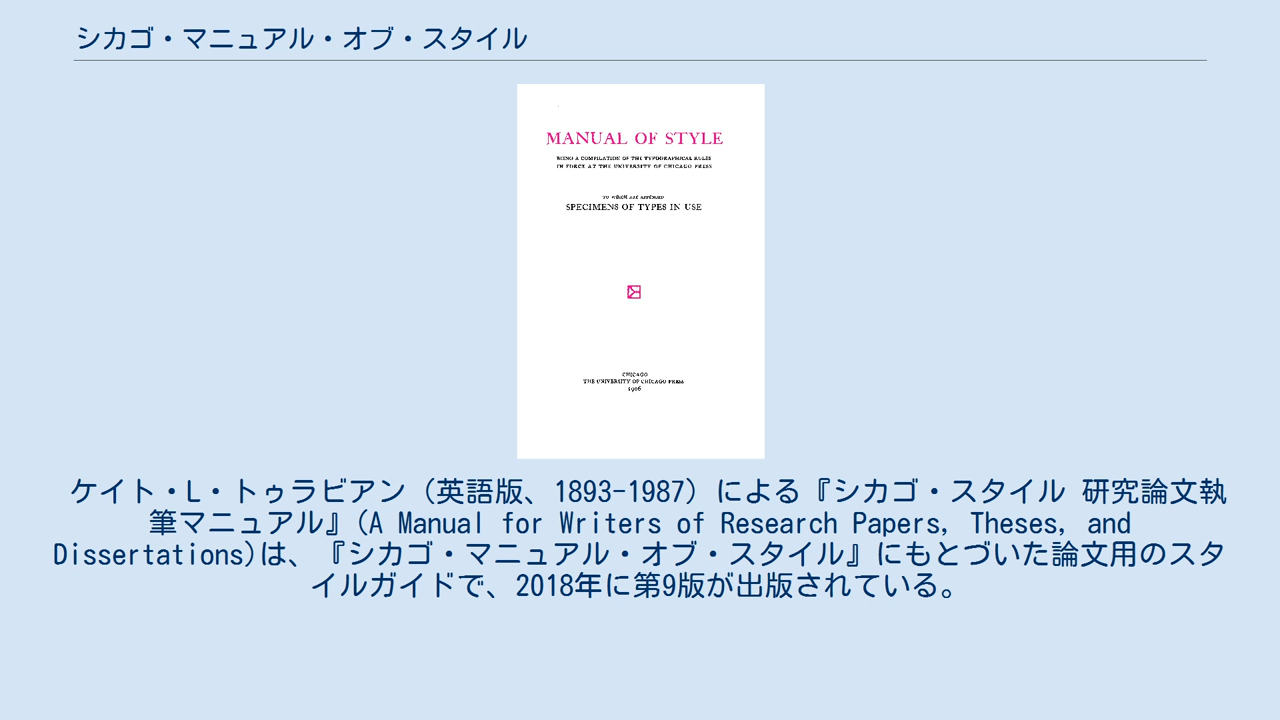 シカゴ・マニュアル・オブ・スタイル
MANUAL OF STYLE
BEING A COMPILATION OF THE TYPOGRAPHICAL RULES
IN FORCE AT THE UNIVERSITY OF CHICAGO PRESS
TO WHICH ARE APPENDED
SPECIMENS OF TYPES IN USE
CHICAGO
THE UNIVERSITY OF CHICAGO PRESS
1906
ケイト・L・トゥラビアン（英語版、1893-1987）による『シカゴ・スタイル 研究論文執
筆マニュアル』(A Manual for Writers of Research Papers, Theses, and
Dissertations)は、『シカゴ・マニュアル・オブ・スタイル』にもとづいた論文用のスタ
イルガイドで、2018年に第9版が出版されている。